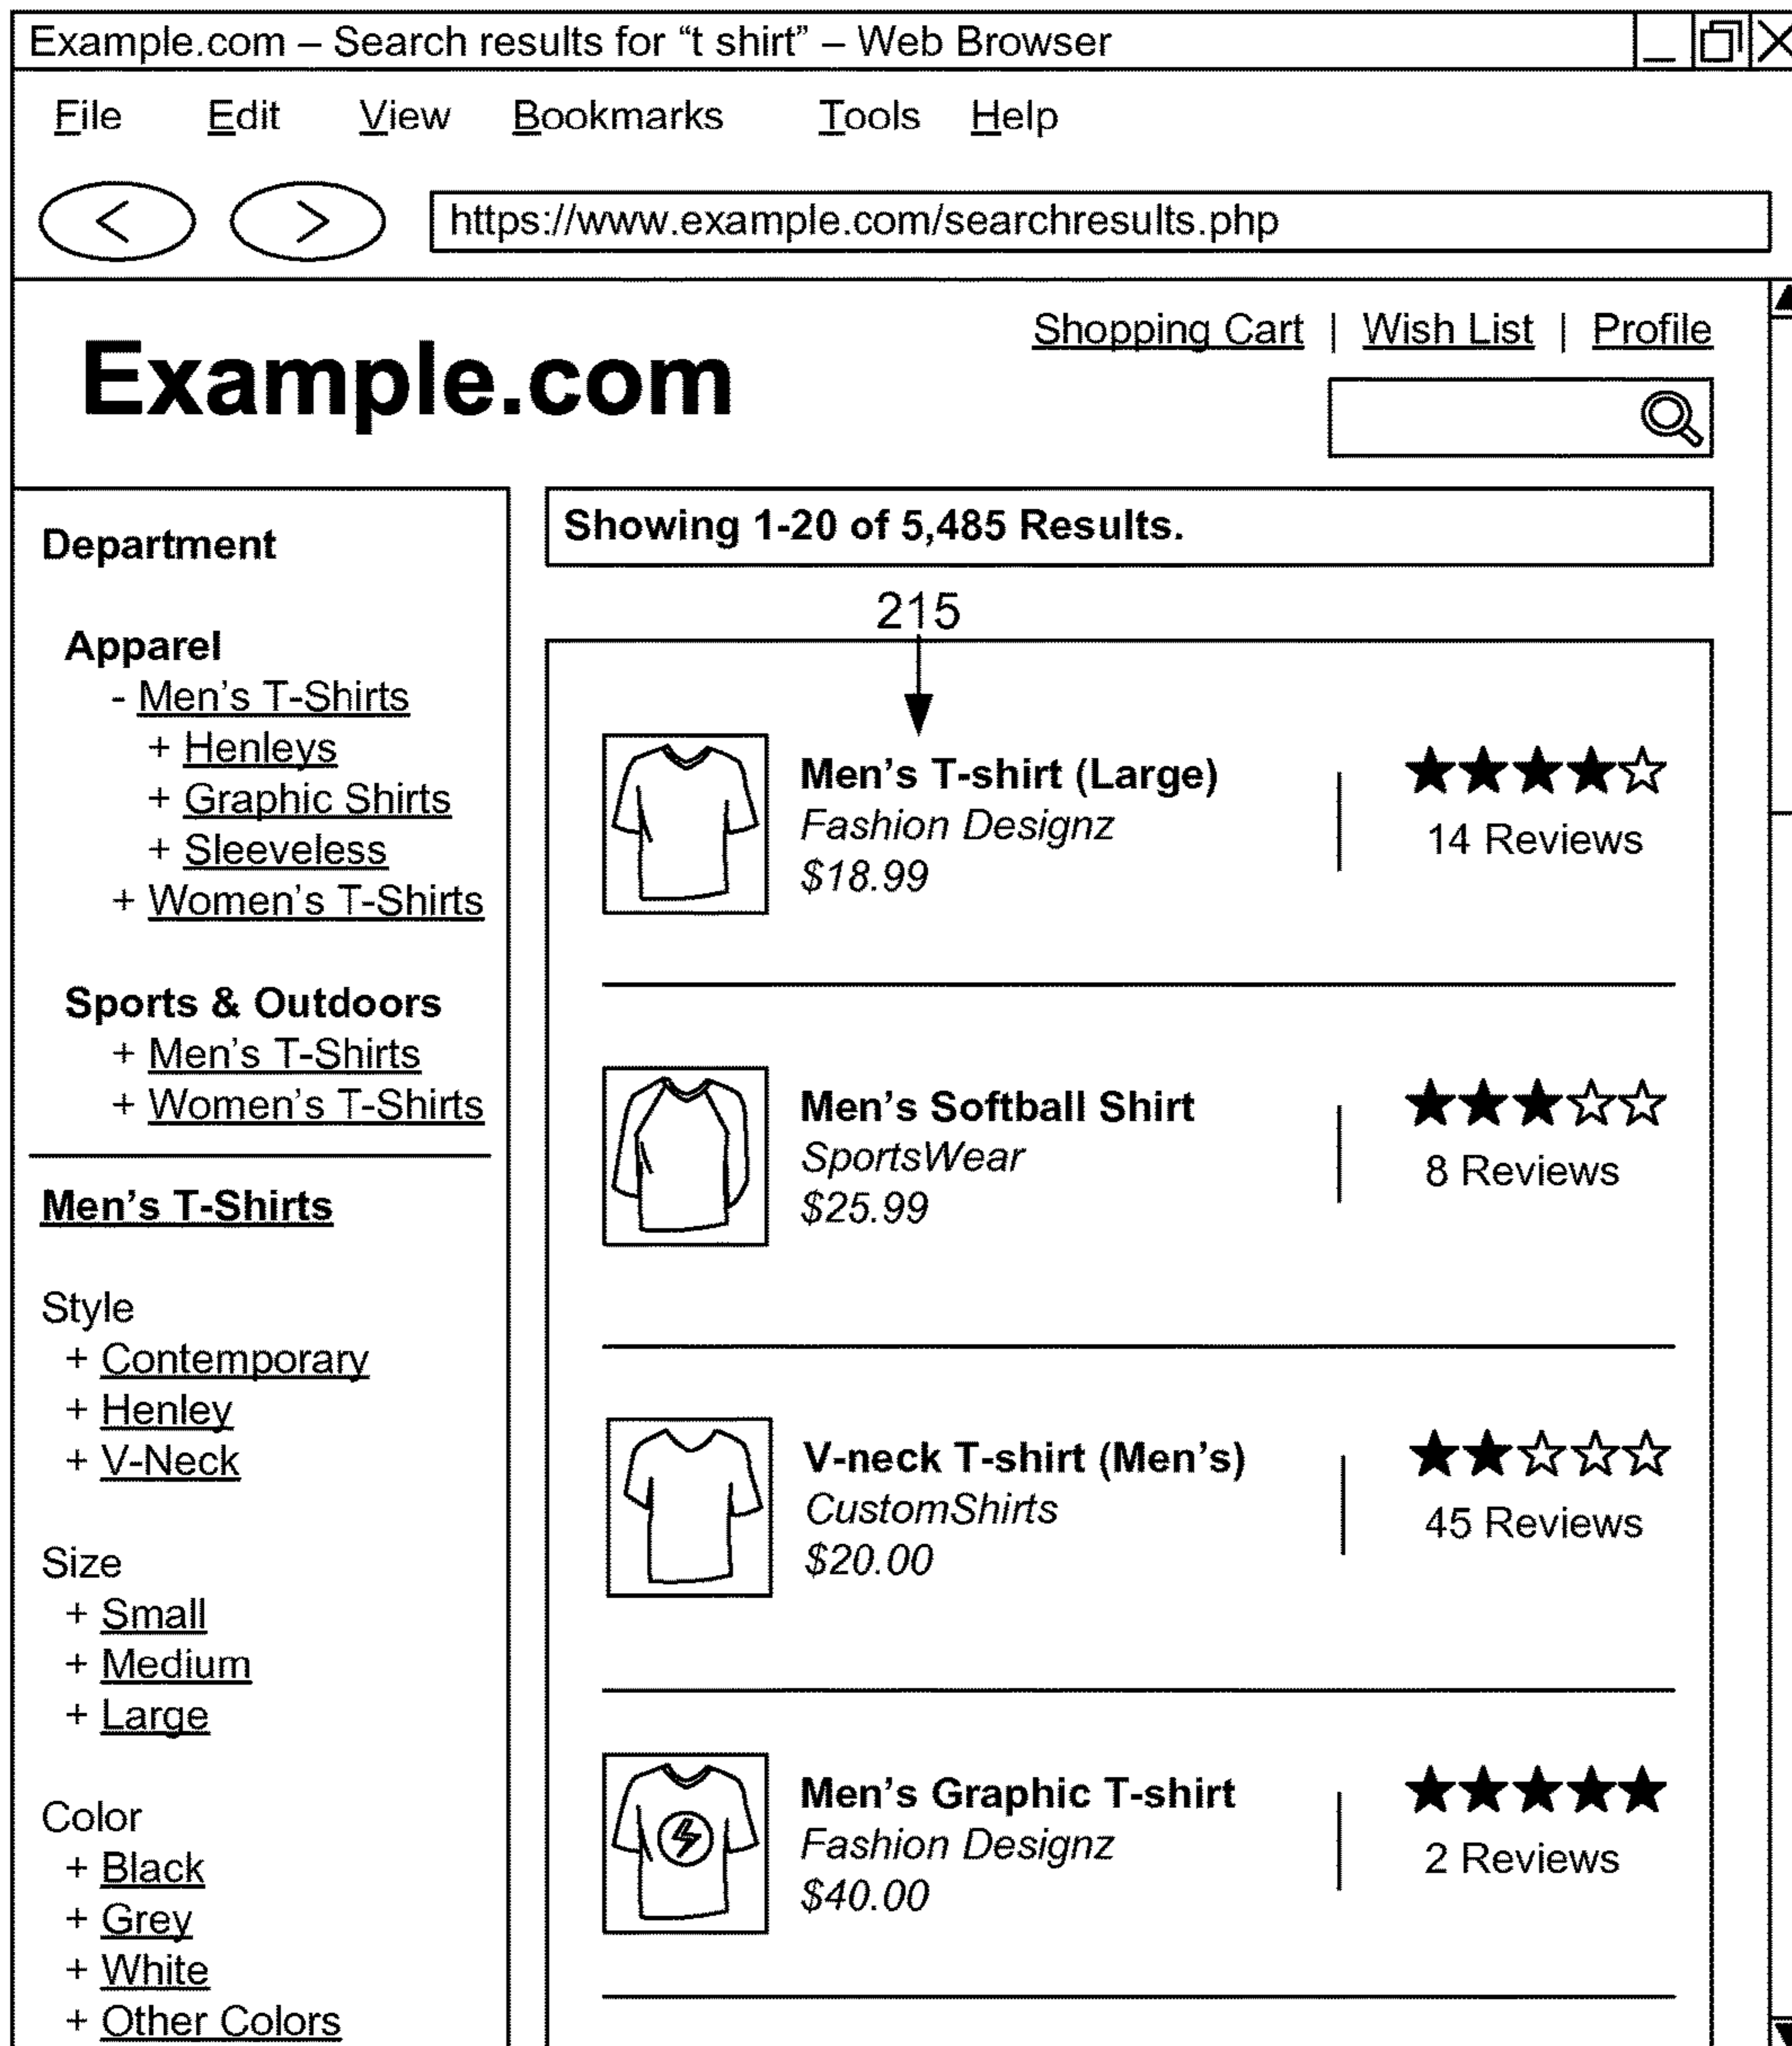 Example.com – Search results for “t shirt” – Web Browser
File Edit View Bookmarks Tools Help
https://www.example.com/searchresults.php
Shopping Cart | Wish List | Profile
Example.com
Department
Apparel
- Men’s T-Shirts
+ Henleys
+ Graphic Shirts
+ Sleeveless
+ Women’s T-Shirts
Sports & Outdoors
+ Men’s T-Shirts
+ Women’s T-Shirts
Men’s T-Shirts
Style
+ Contemporary
+ Henley
+ V-Neck
Size
+ Small
+ Medium
+ Large
Color
+ Black
+ Grey
+ White
+ Other Colors
Showing 1-20 of 5,485 Results.
215
Men’s T-shirt (Large)
Fashion Designz
$18.99
14 Reviews
Men’s Softball Shirt
SportsWear
$25.99
8 Reviews
V-neck T-shirt (Men’s)
CustomShirts
$20.00
45 Reviews
Men’s Graphic T-shirt
Fashion Designz
$40.00
2 Reviews